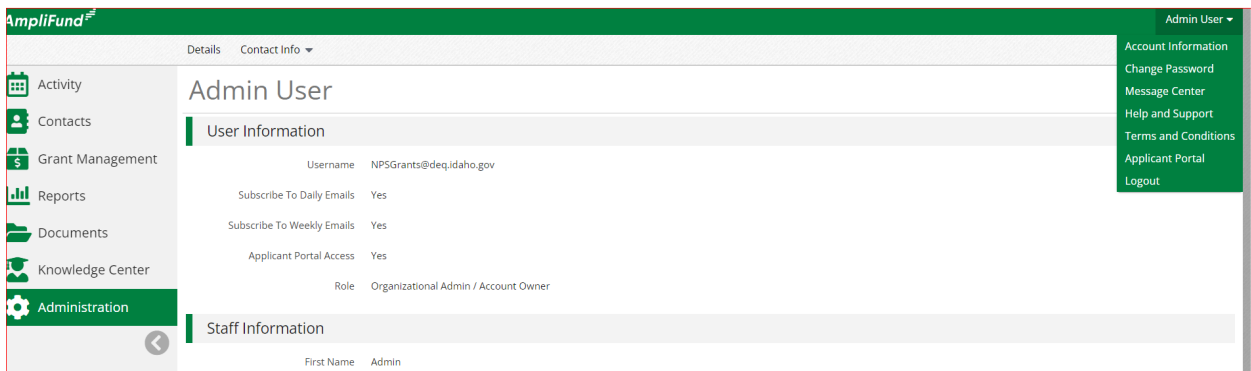 AmpliFund
Admin User
Details Contact Info
Account Information
Change Password
Message Center
Help and Support
Terms and Conditions
Applicant Portal
Logout
Activity
Contacts
Grant Management
Reports
Documents
Knowledge Center
Administration
Admin User
User Information
Username NPSGrants@deq.idaho.gov
Subscribe To Daily Emails Yes
Subscribe To Weekly Emails Yes
Applicant Portal Access Yes
Role Organizational Admin / Account Owner
Staff Information
First Name Admin